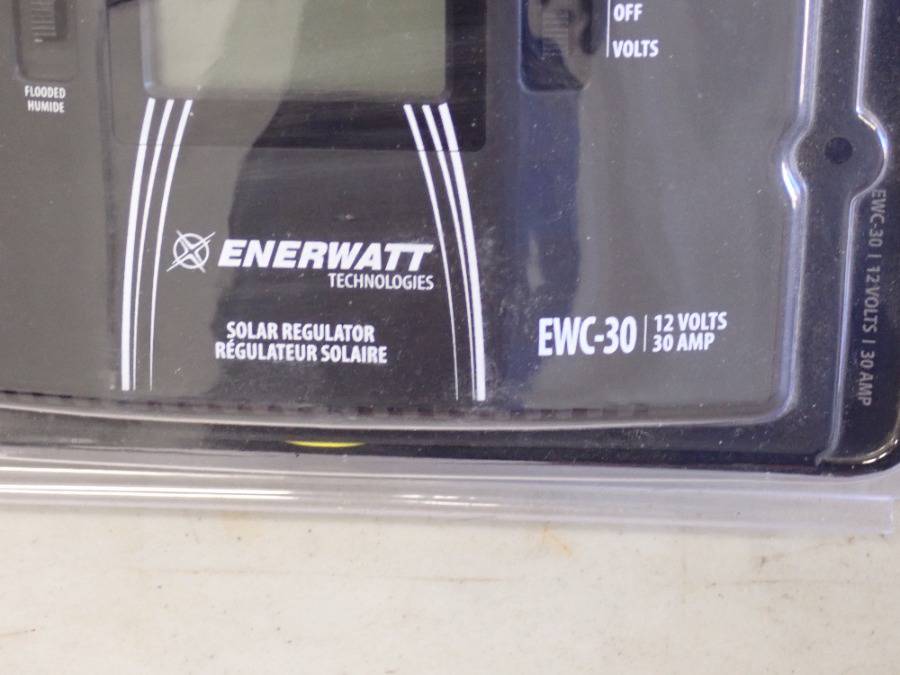 OFF
VOLTS
FLOODED
HUMIDE
ENERWATT
TECHNOLOGIES
SOLAR REGULATOR
RÉGULATEUR SOLAIRE
EWC-30 | 12 VOLTS
30 AMP
EWC-30 | 12 VOLTS | 30 AMP